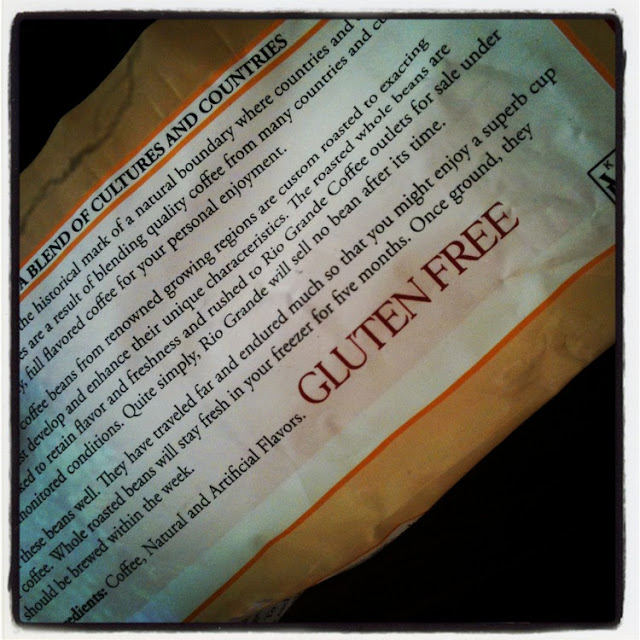 A BLEND OF CULTURES AND COUNTRIES
the historical mark of a natural boundary where countries and
es are a result of blending quality coffee from many countries and
y, full flavored coffee for your personal enjoyment.
coffee beans from renowned growing regions are custom roasted to exacting
st develop and enhance their unique characteristics. The roasted whole beans are
ked to retain flavor and freshness and rushed to Rio Grande Coffee outlets for sale under
monitored conditions. Quite simply, Rio Grande will sell no bean after its time.
these beans well. They have traveled far and endured much so that you might enjoy a superb cup
coffee. Whole roasted beans will stay fresh in your freezer for five months. Once ground, they
should be brewed within the week.
edients: Coffee, Natural and Artificial Flavors.
GLUTEN FREE
K